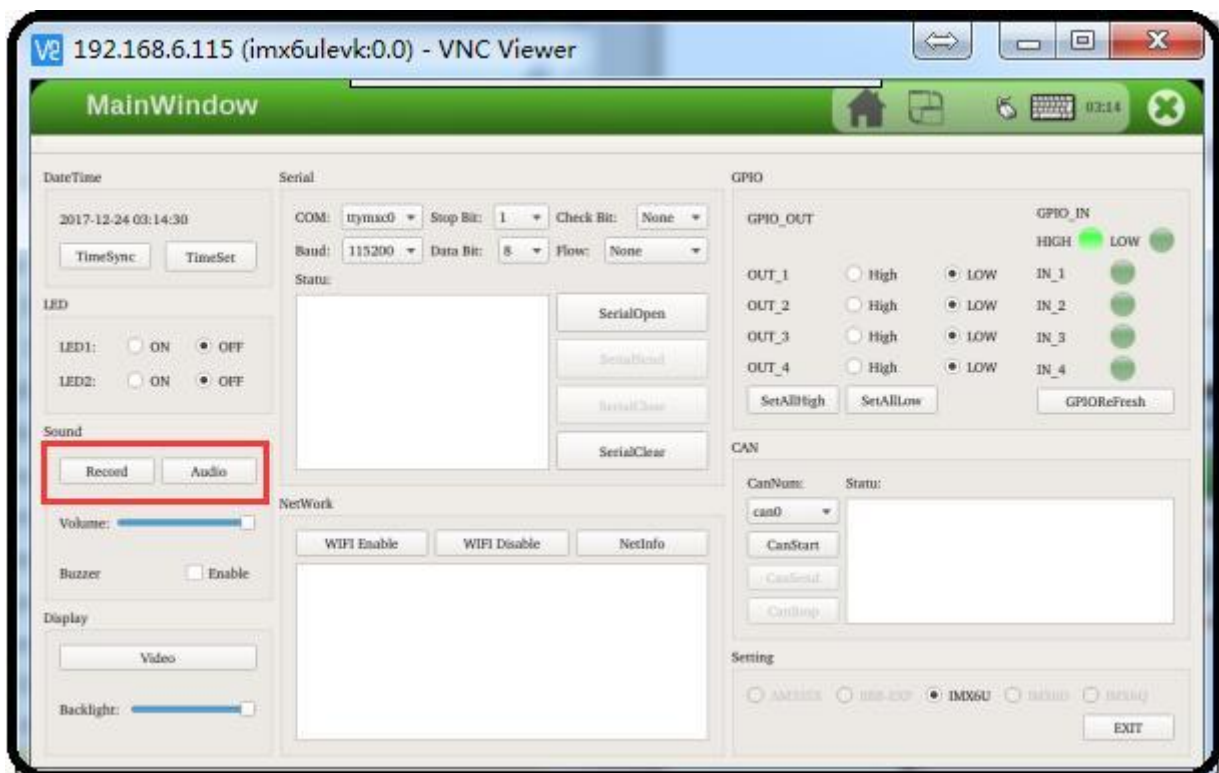 192.168.6.115 (imx6ulevk:0.0) - VNC Viewer
MainWindow
03:14
DateTime
2017-12-24 03:14:30
TimeSync TimeSet
LED
LED1: ON OFF
LED2: ON OFF
Sound
Record Audio
Volume:
Buzzer Enable
Display
Video
Backlight:
Serial
COM: ttymxc0 Stop Bit: 1 Check Bit: None
Baud: 115200 Data Bit: 8 Flow: None
Statu:
SerialOpen
SerialSend
SerialClose
SerialClear
NetWork
WIFI Enable WIFI Disable NetInfo
GPIO
GPIO_OUT
OUT_1 High LOW
OUT_2 High LOW
OUT_3 High LOW
OUT_4 High LOW
SetAllHigh SetAllLow
GPIO_IN
HIGH LOW
IN_1
IN_2
IN_3
IN_4
GPIOReFresh
CAN
CanNum: Statu:
can0
CanStart
CanSend
CanStop
Setting
IMX6U
EXIT